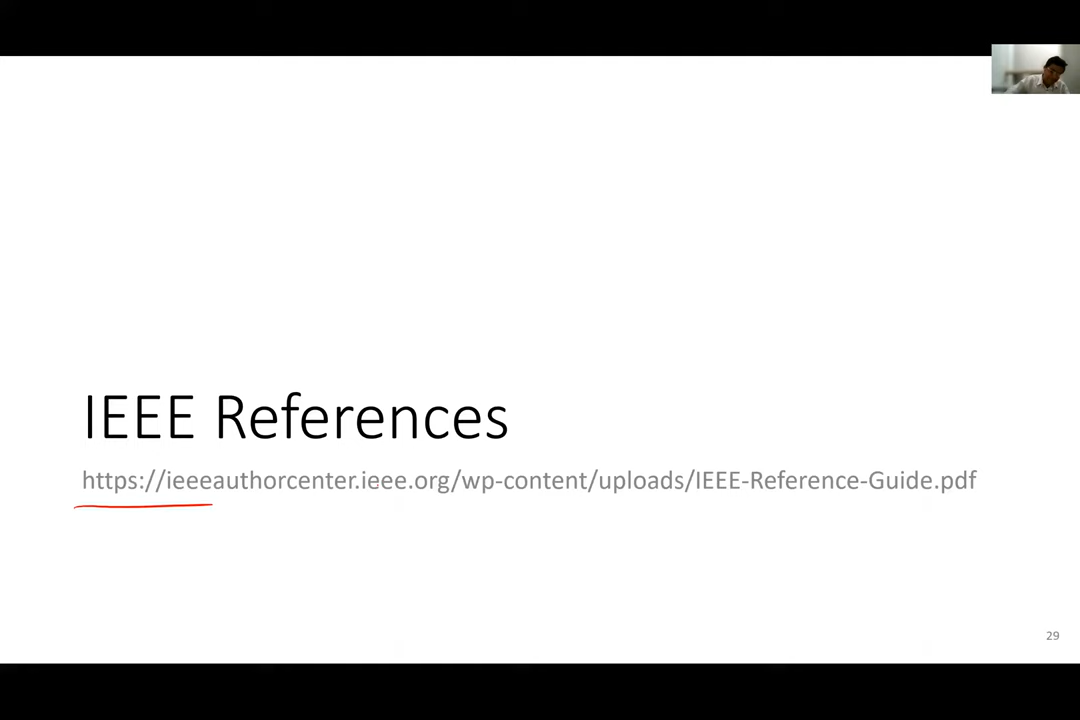 IEEE References
https://ieeeauthorcenter.ieee.org/wp-content/uploads/IEEE-Reference-Guide.pdf
29